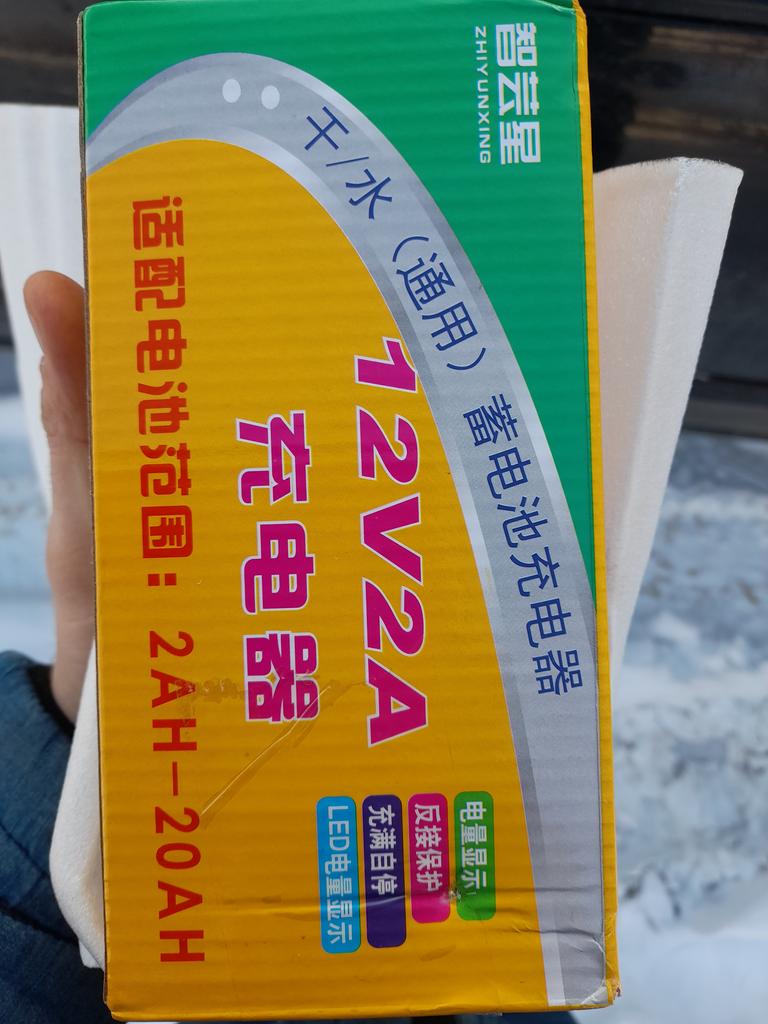 智芸星
ZHIYUNXING
干/水（通用）蓄电池充电器
12V2A
充电器
适配电池范围：2AH—20AH
电量显示
反接保护
充满自停
LED电量显示